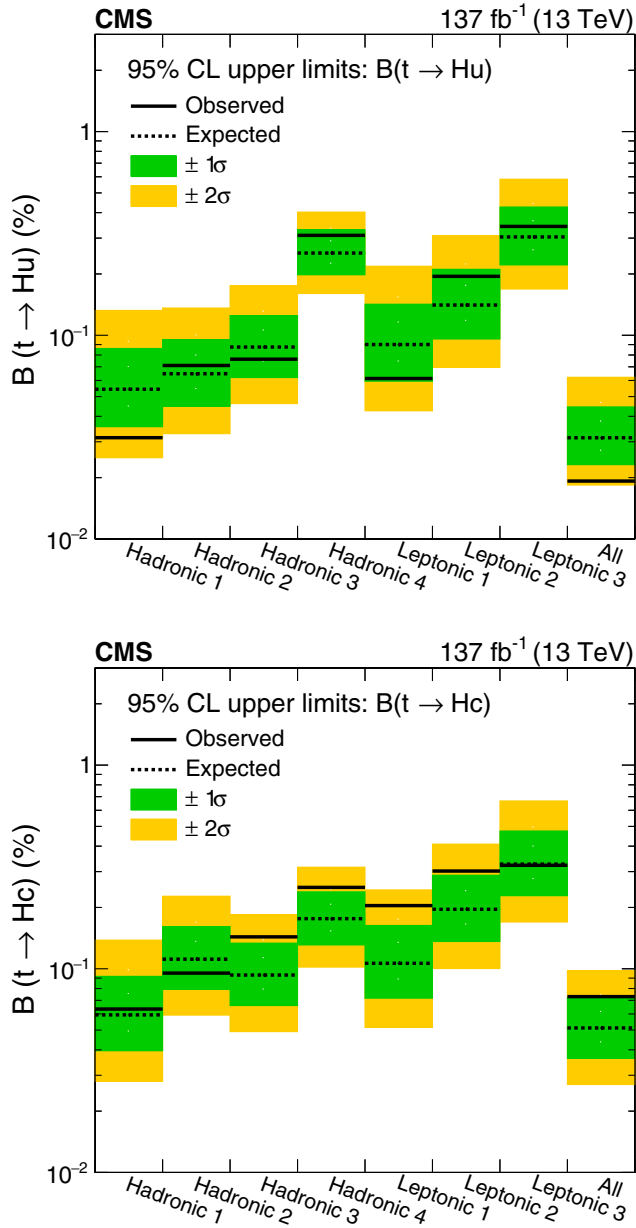 CMS 137 fb⁻¹ (13 TeV)
95% CL upper limits: B(t → Hu)
Observed
Expected
± 1σ
± 2σ
B (t → Hu) (%)
1
10⁻¹
10⁻²
Hadronic 1
Hadronic 2
Hadronic 3
Hadronic 4
Leptonic 1
Leptonic 2
Leptonic 3
All
CMS 137 fb⁻¹ (13 TeV)
95% CL upper limits: B(t → Hc)
Observed
Expected
± 1σ
± 2σ
B (t → Hc) (%)
1
10⁻¹
10⁻²
Hadronic 1
Hadronic 2
Hadronic 3
Hadronic 4
Leptonic 1
Leptonic 2
Leptonic 3
All